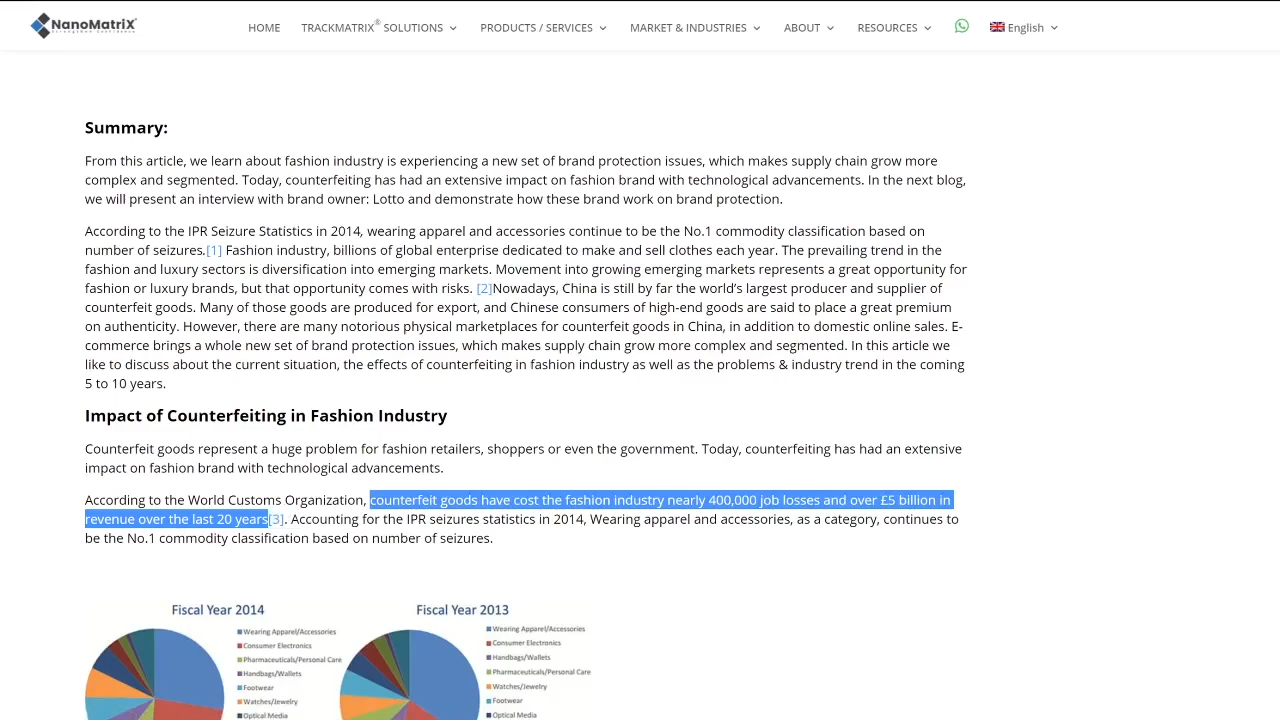 NanoMatriX®
Strengthen Confidence
HOME TRACKMATRIX® SOLUTIONS PRODUCTS / SERVICES MARKET & INDUSTRIES ABOUT RESOURCES English
Summary:
From this article, we learn about fashion industry is experiencing a new set of brand protection issues, which makes supply chain grow more
complex and segmented. Today, counterfeiting has had an extensive impact on fashion brand with technological advancements. In the next blog,
we will present an interview with brand owner: Lotto and demonstrate how these brand work on brand protection.
According to the IPR Seizure Statistics in 2014, wearing apparel and accessories continue to be the No.1 commodity classification based on
number of seizures.[1] Fashion industry, billions of global enterprise dedicated to make and sell clothes each year. The prevailing trend in the
fashion and luxury sectors is diversification into emerging markets. Movement into growing emerging markets represents a great opportunity for
fashion or luxury brands, but that opportunity comes with risks. [2]Nowadays, China is still by far the world’s largest producer and supplier of
counterfeit goods. Many of those goods are produced for export, and Chinese consumers of high-end goods are said to place a great premium
on authenticity. However, there are many notorious physical marketplaces for counterfeit goods in China, in addition to domestic online sales. E-
commerce brings a whole new set of brand protection issues, which makes supply chain grow more complex and segmented. In this article we
like to discuss about the current situation, the effects of counterfeiting in fashion industry as well as the problems & industry trend in the coming
5 to 10 years.
Impact of Counterfeiting in Fashion Industry
Counterfeit goods represent a huge problem for fashion retailers, shoppers or even the government. Today, counterfeiting has had an extensive
impact on fashion brand with technological advancements.
According to the World Customs Organization, counterfeit goods have cost the fashion industry nearly 400,000 job losses and over £5 billion in
revenue over the last 20 years[3]. Accounting for the IPR seizures statistics in 2014, Wearing apparel and accessories, as a category, continues to
be the No.1 commodity classification based on number of seizures.
Fiscal Year 2014
Wearing Apparel/Accessories
Consumer Electronics
Pharmaceuticals/Personal Care
Handbags/Wallets
Footwear
Watches/Jewelry
Optical Media
Fiscal Year 2013
Wearing Apparel/Accessories
Consumer Electronics
Handbags/Wallets
Pharmaceuticals/Personal Care
Watches/Jewelry
Footwear
Optical Media